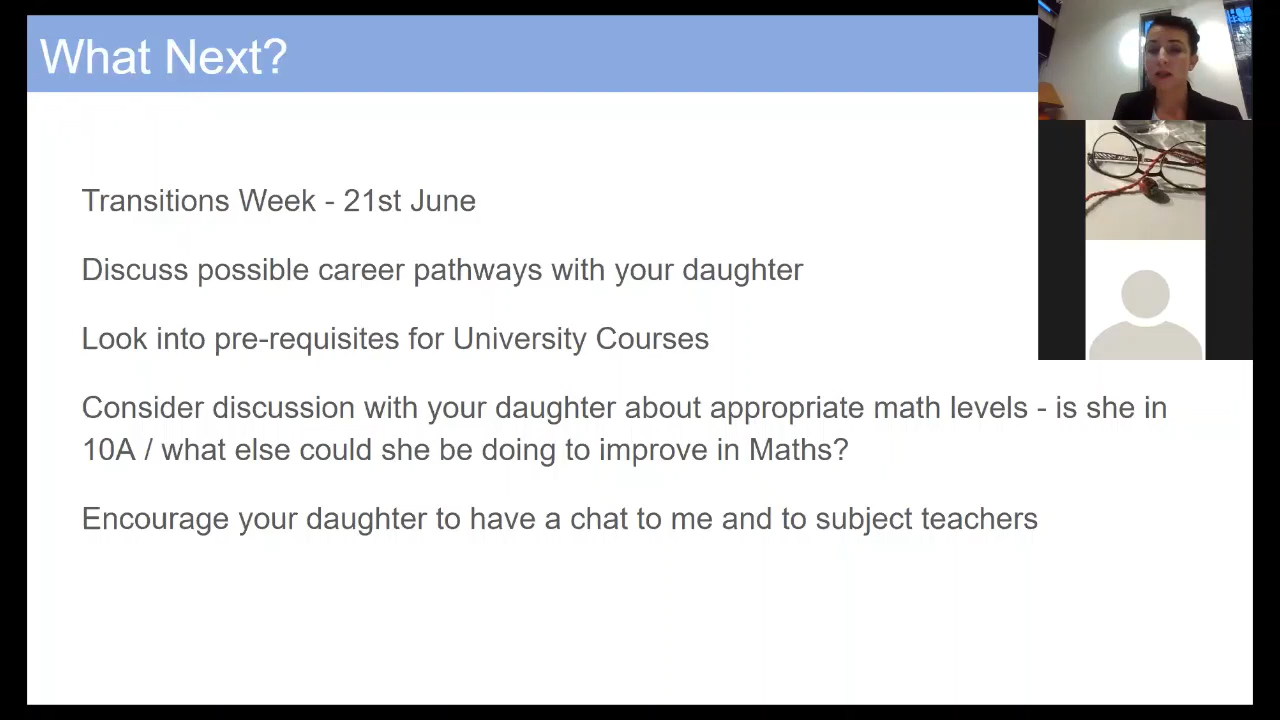 What Next?
Transitions Week - 21st June
Discuss possible career pathways with your daughter
Look into pre-requisites for University Courses
Consider discussion with your daughter about appropriate math levels - is she in
10A / what else could she be doing to improve in Maths?
Encourage your daughter to have a chat to me and to subject teachers